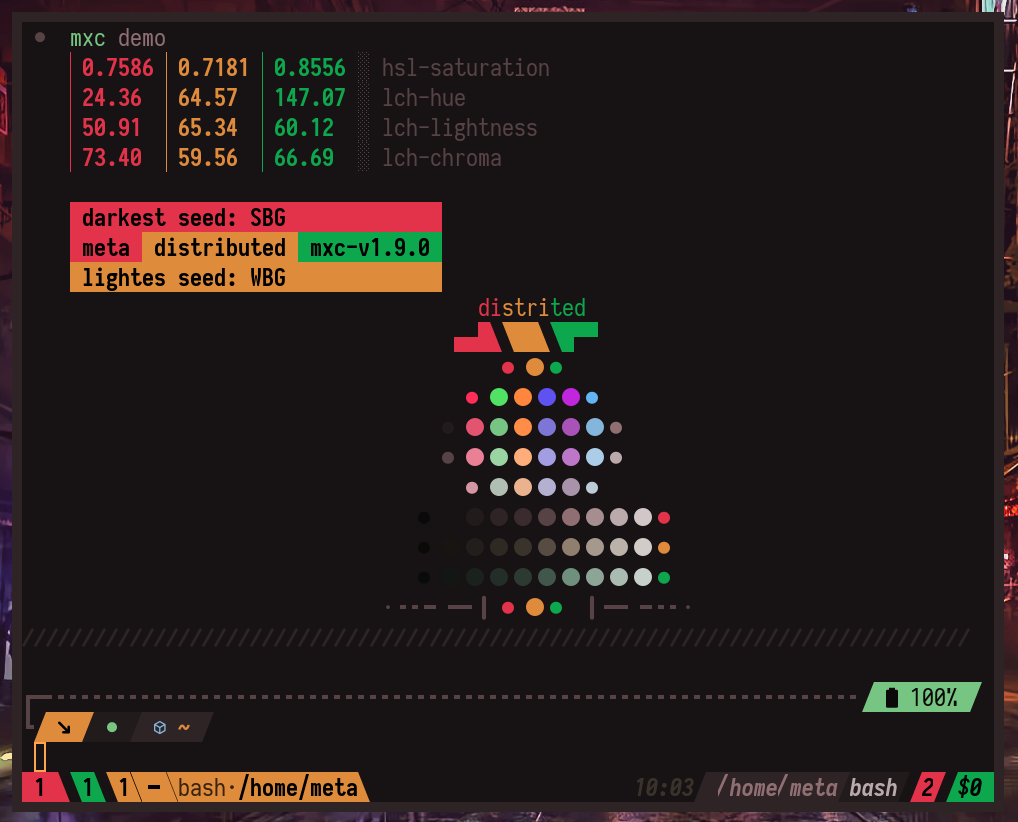 mxc demo
0.7586 0.7181 0.8556 hsl-saturation
24.36 64.57 147.07 lch-hue
50.91 65.34 60.12 lch-lightness
73.40 59.56 66.69 lch-chroma
darkest seed: SBG
meta distributed mxc-v1.9.0
lightes seed: WBG
distrited
100%
~
1 1 1 - bash·/home/meta 10:03 /home/meta bash 2 $0